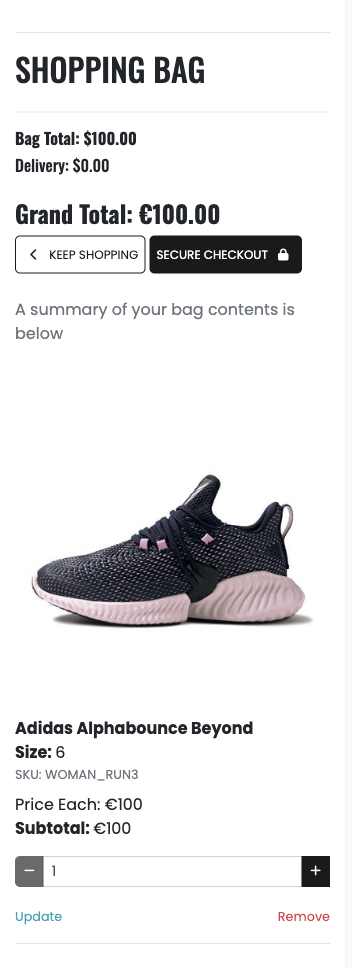 SHOPPING BAG
Bag Total: $100.00
Delivery: $0.00
Grand Total: €100.00
KEEP SHOPPING SECURE CHECKOUT
A summary of your bag contents is
below
Adidas Alphabounce Beyond
Size: 6
SKU: WOMAN_RUN3
Price Each: €100
Subtotal: €100
− 1 +
Update Remove